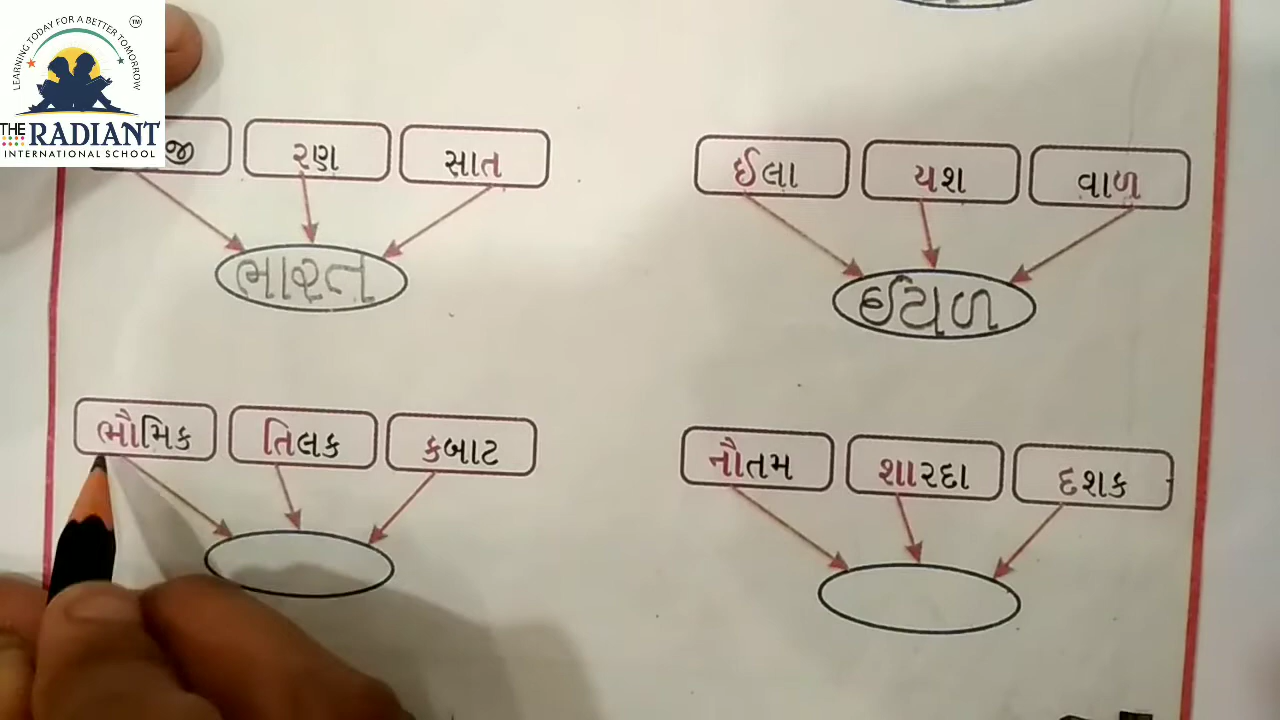 LEARNING TODAY FOR A BETTER TOMORROW
TM
THE RADIANT
INTERNATIONAL SCHOOL
રણ સાત
ઈલા યશ વાળ
ભારત
ઈયળ
ભૌમિક તિલક કબાટ
નૌતમ શારદા દશક